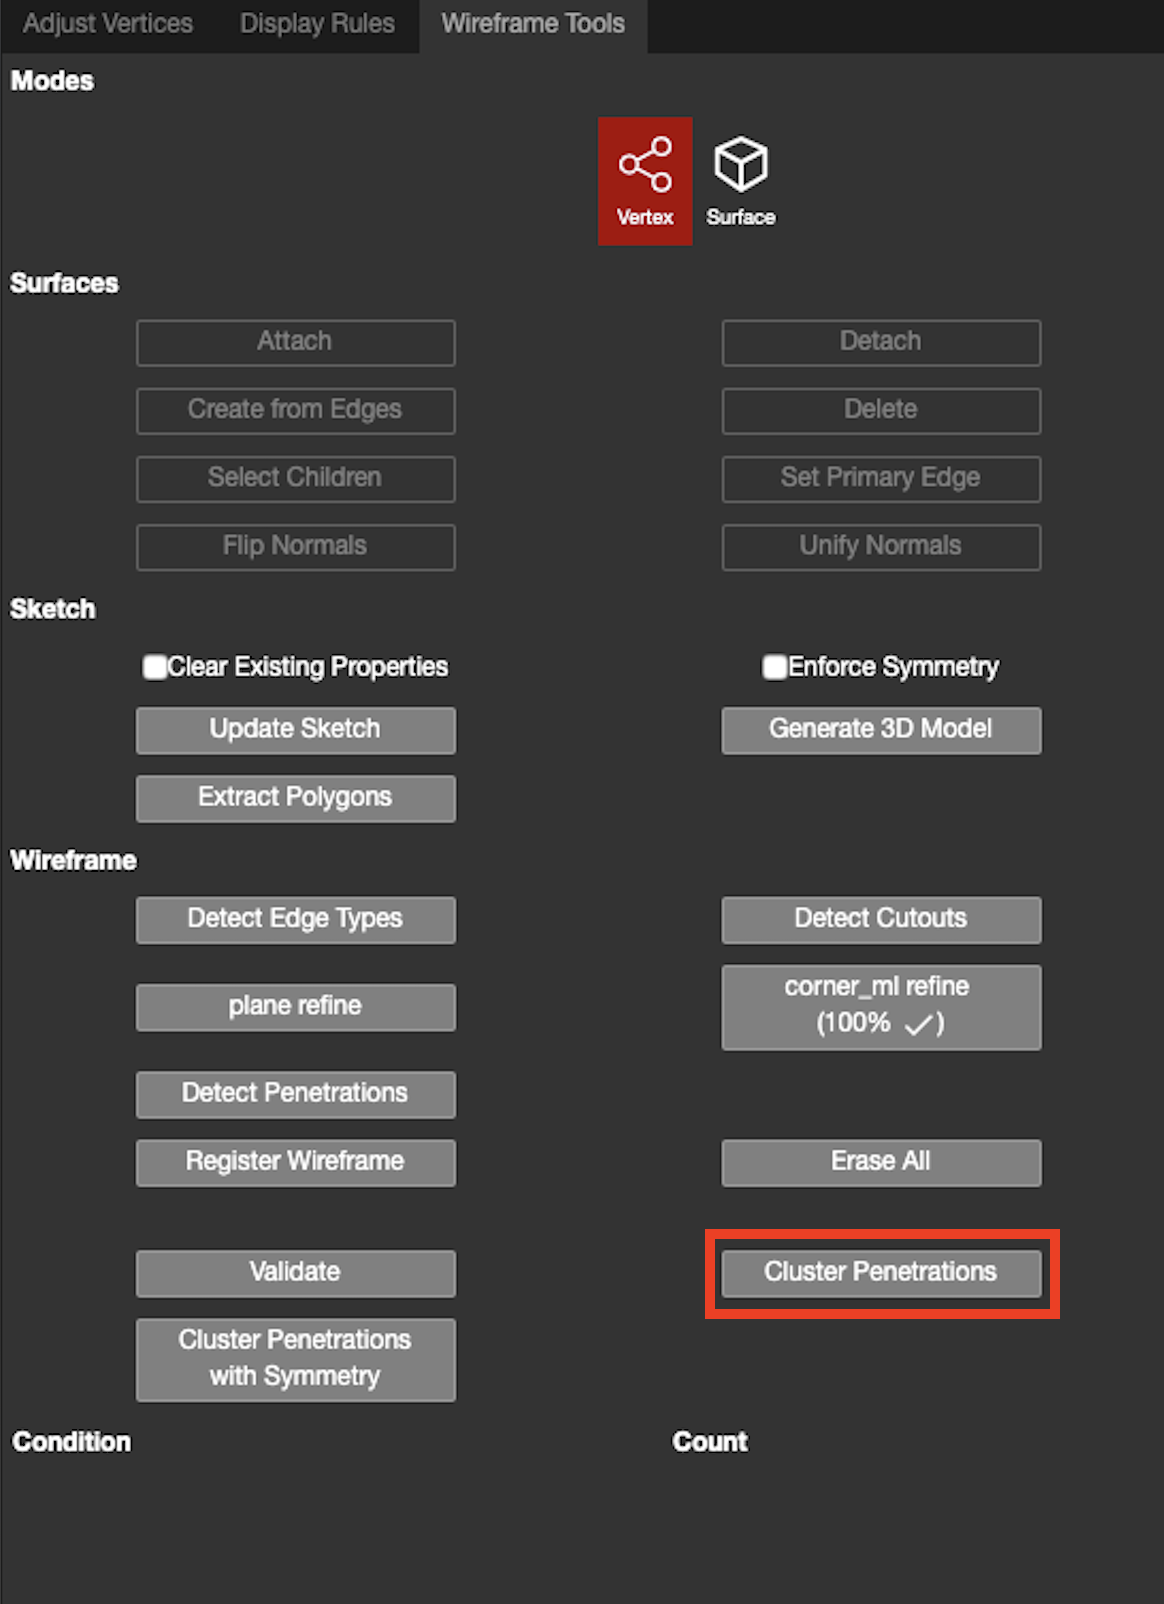 Adjust Vertices Display Rules Wireframe Tools
Modes
Vertex Surface
Surfaces
Attach Detach
Create from Edges Delete
Select Children Set Primary Edge
Flip Normals Unify Normals
Sketch
Clear Existing Properties Enforce Symmetry
Update Sketch Generate 3D Model
Extract Polygons
Wireframe
Detect Edge Types Detect Cutouts
plane refine
corner_ml refine
(100% ✓)
Detect Penetrations
Register Wireframe Erase All
Validate Cluster Penetrations
Cluster Penetrations
with Symmetry
Condition Count